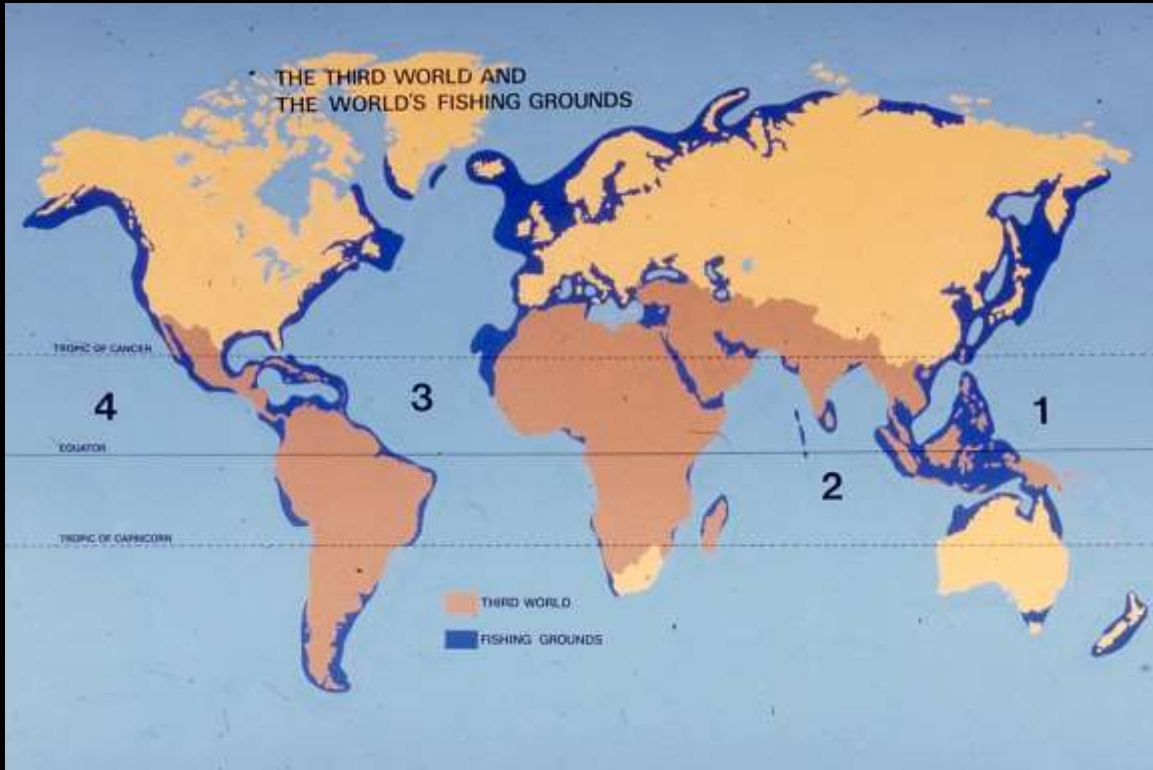 THE THIRD WORLD AND
THE WORLD'S FISHING GROUNDS
TROPIC OF CANCER
4
3
1
EQUATOR
2
TROPIC OF CAPRICORN
THIRD WORLD
FISHING GROUNDS